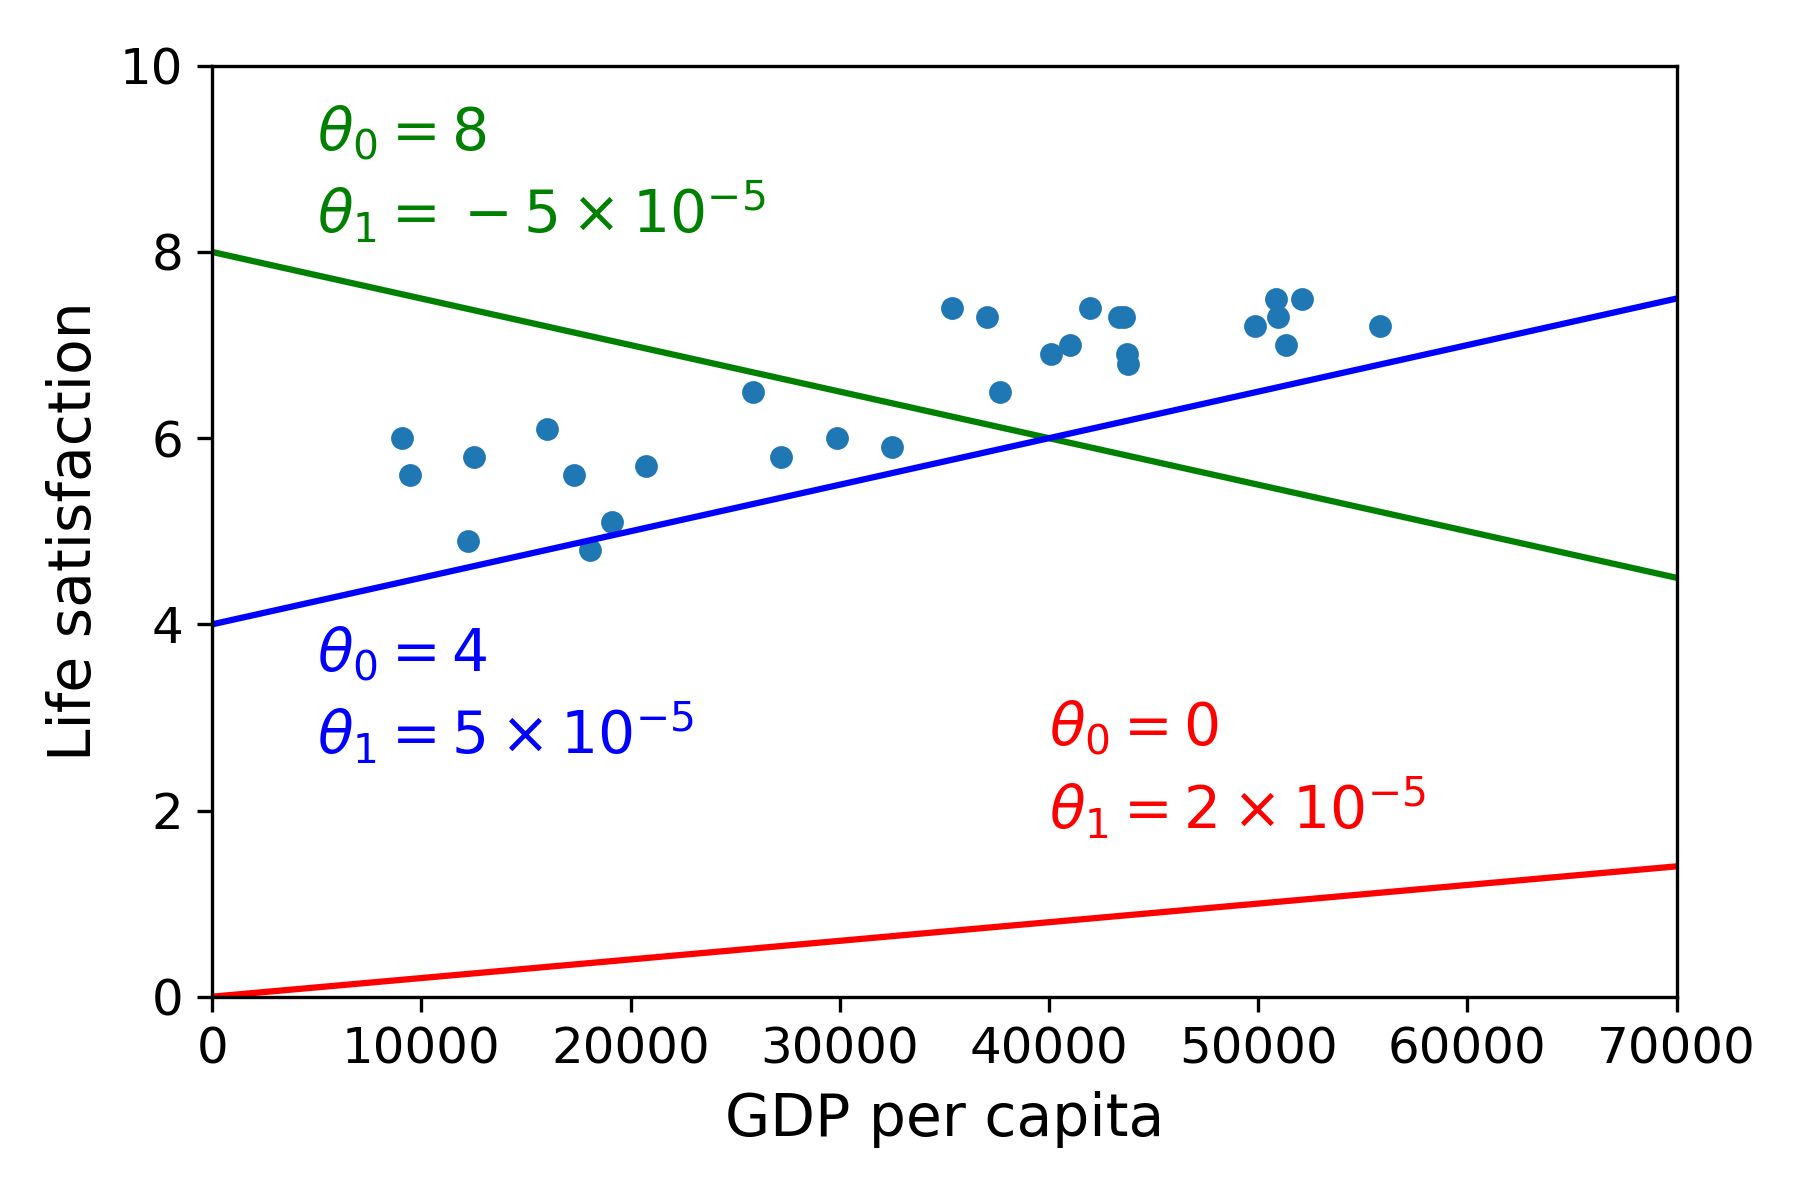 10
θ₀ = 8
θ₁ = −5 × 10⁻⁵
8
6
4
θ₀ = 4
θ₁ = 5 × 10⁻⁵
θ₀ = 0
θ₁ = 2 × 10⁻⁵
2
0
Life satisfaction
0 10000 20000 30000 40000 50000 60000 70000
GDP per capita